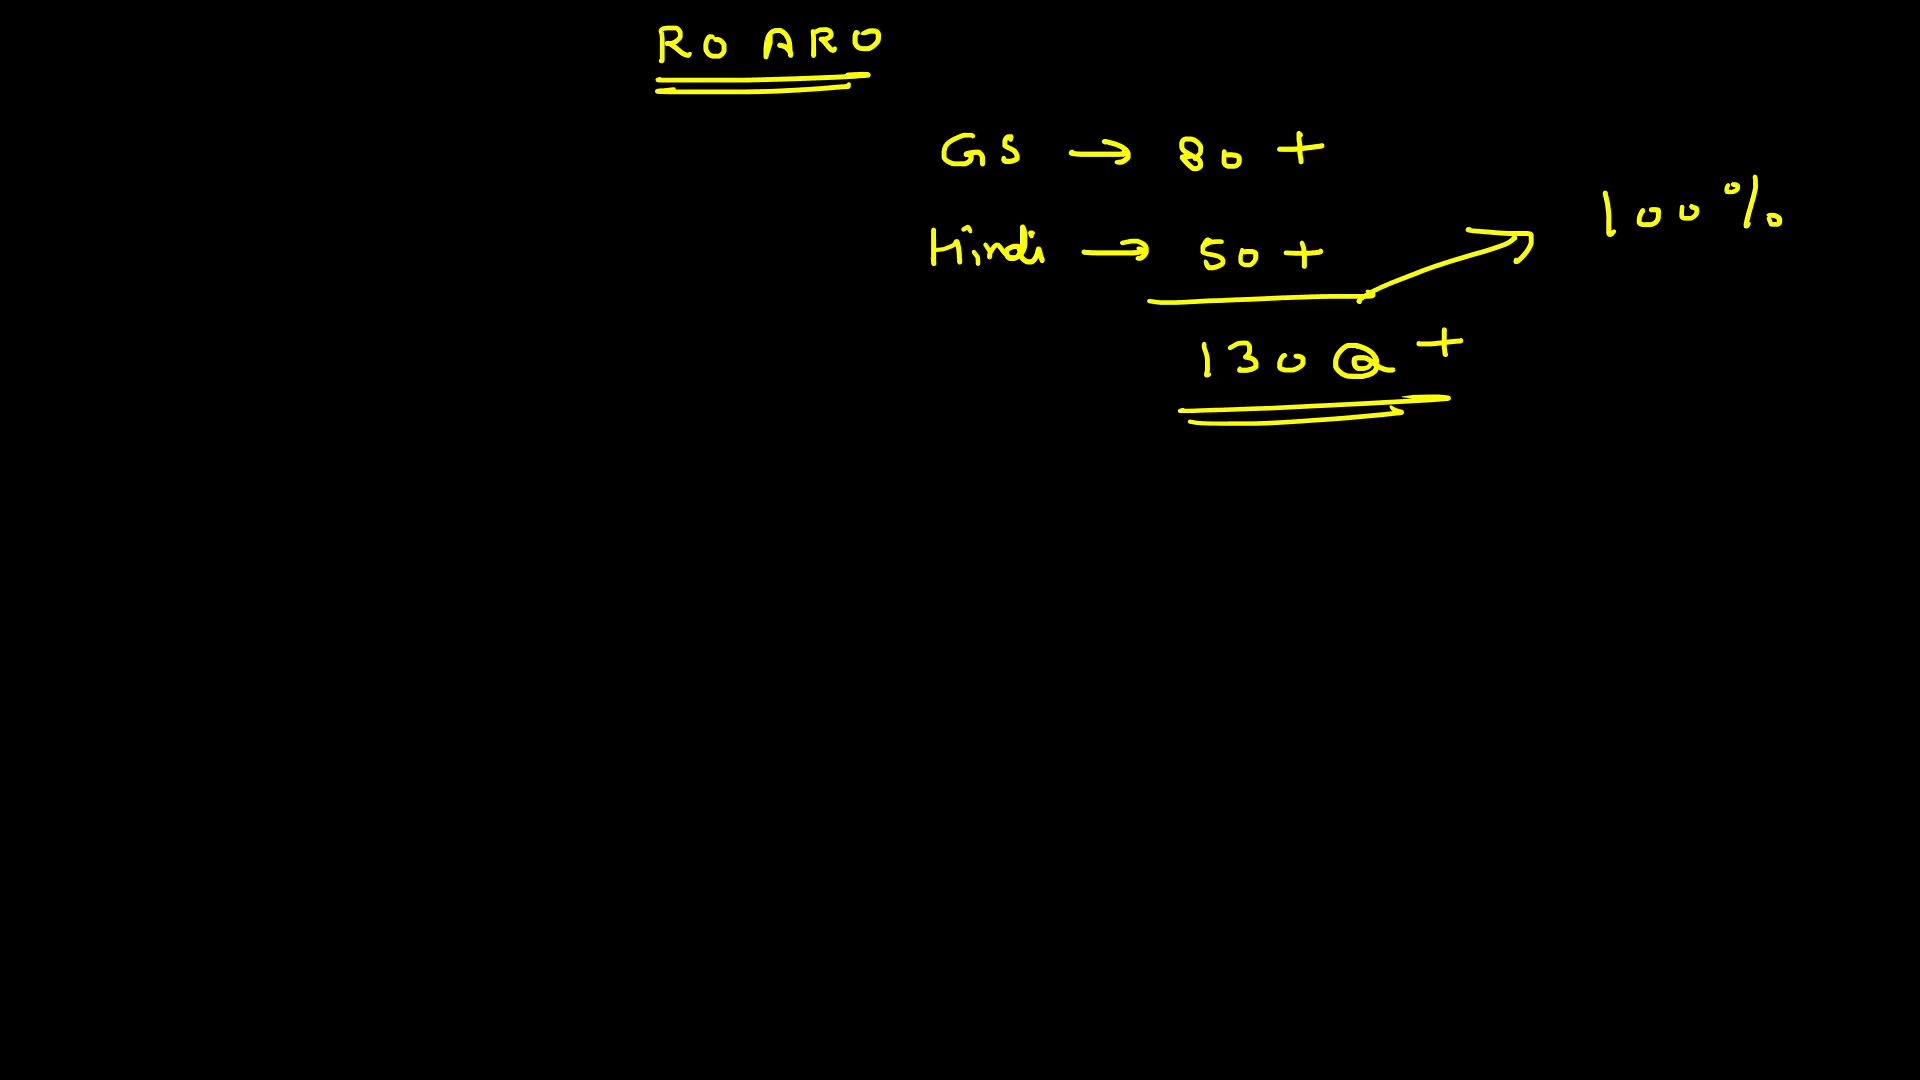 RO ARO
GS → 80 +
100%
Hindi → 50 +
130 Q +